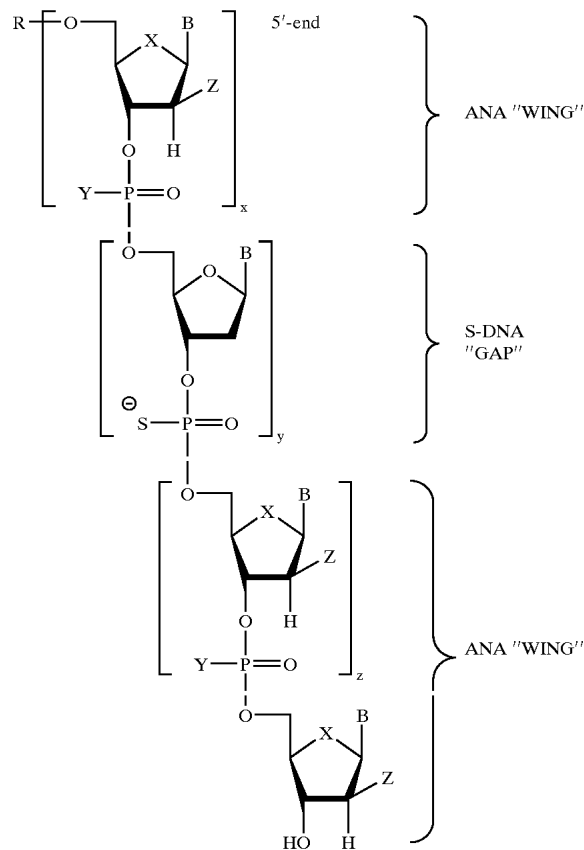 R O B 5′-end
X
Z
ANA "WING"
O H
Y P O
x
O B
O
S-DNA
"GAP"
O
⊖
S P O
y
O B
X
Z
O H
ANA "WING"
Y P O
z
O B
X
Z
HO H